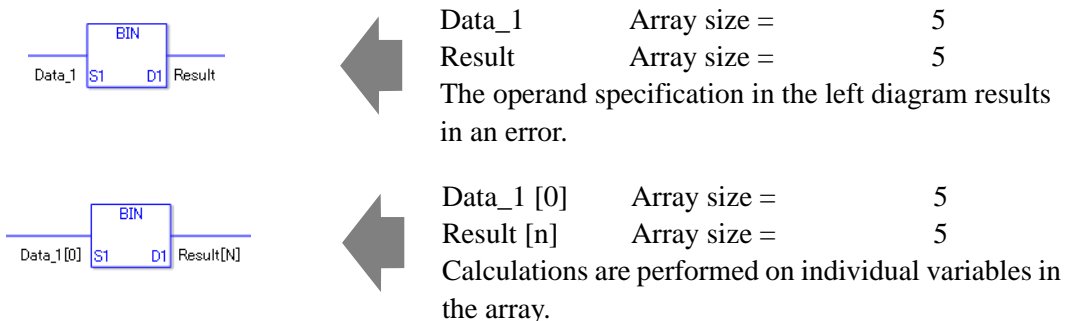 BIN
Data_1 S1 D1 Result
Data_1 Array size = 5
Result Array size = 5
The operand specification in the left diagram results
in an error.
BIN
Data_1[0] S1 D1 Result[N]
Data_1 [0] Array size = 5
Result [n] Array size = 5
Calculations are performed on individual variables in
the array.